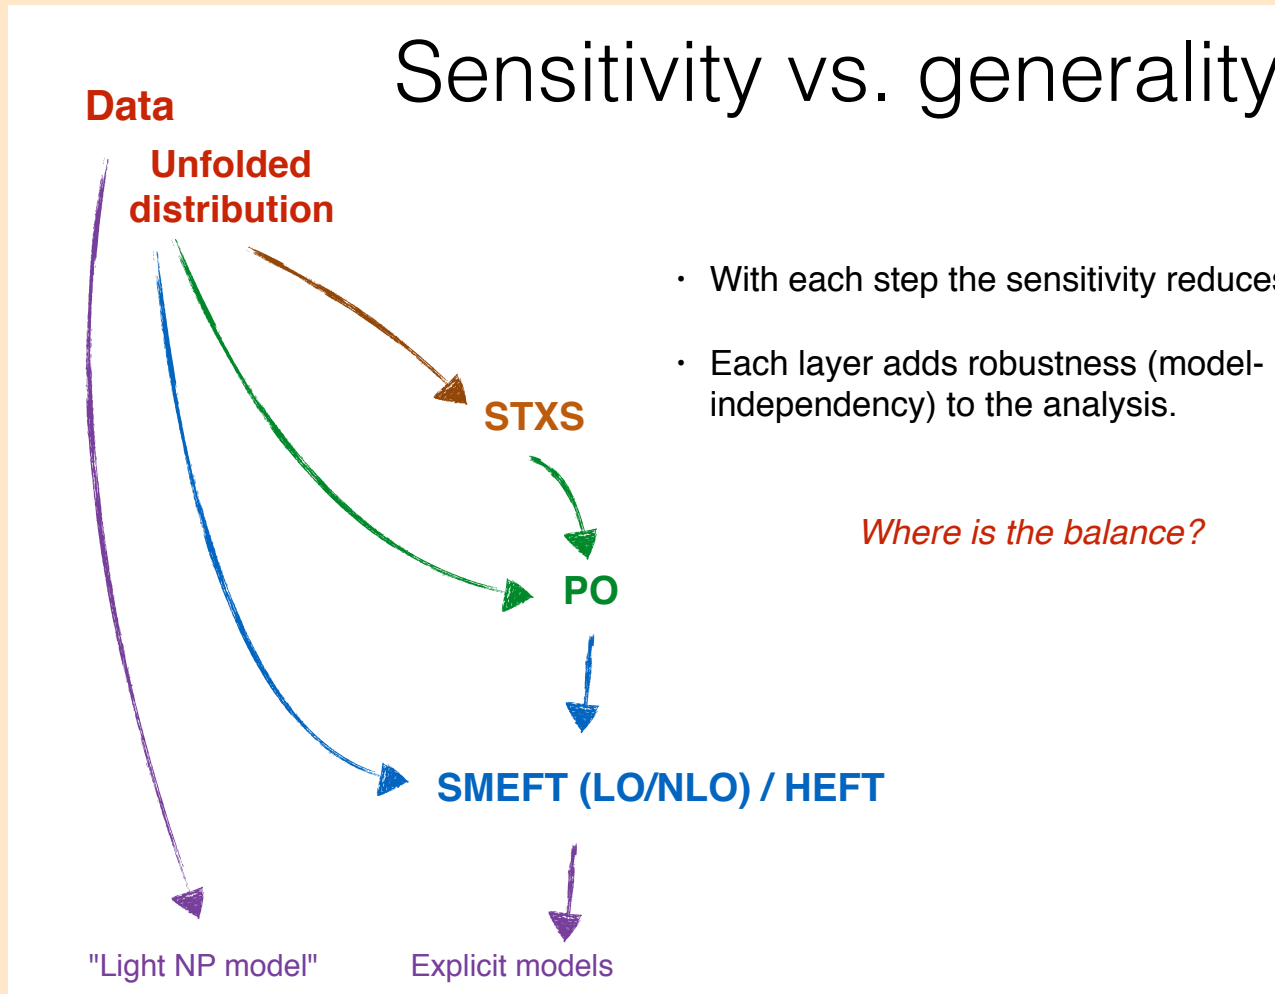 Sensitivity vs. generality
Data
Unfolded
distribution
· With each step the sensitivity reduces
· Each layer adds robustness (model-
independency) to the analysis.
STXS
Where is the balance?
PO
SMEFT (LO/NLO) / HEFT
"Light NP model"
Explicit models